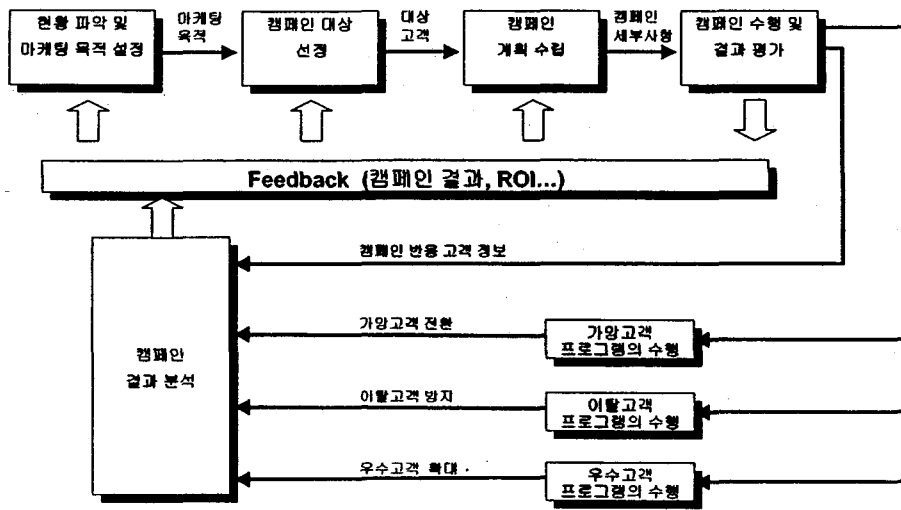 현황 파악 및
마케팅 목적 설정
마케팅
목적
캠페인 대상
선정
대상
고객
캠페인
계획 수립
캠페인
세부사항
캠페인 수행 및
결과 평가
Feedback (캠페인 결과, ROI...)
캠페인 반응 고객 정보
캠페인
결과 분석
가망고객 전환
가망고객
프로그램의 수행
이탈고객 방지
이탈고객
프로그램의 수행
우수고객 확대
우수고객
프로그램의 수행